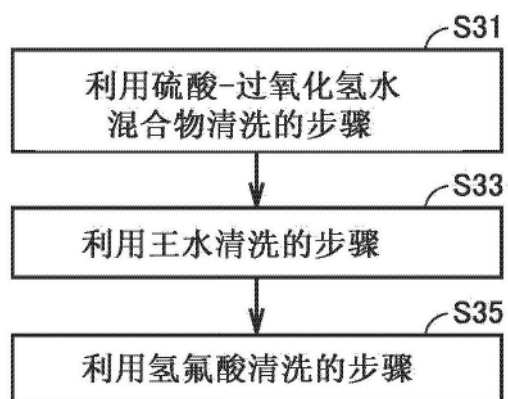 S31
利用硫酸-过氧化氢水
混合物清洗的步骤
S33
利用王水清洗的步骤
S35
利用氢氟酸清洗的步骤